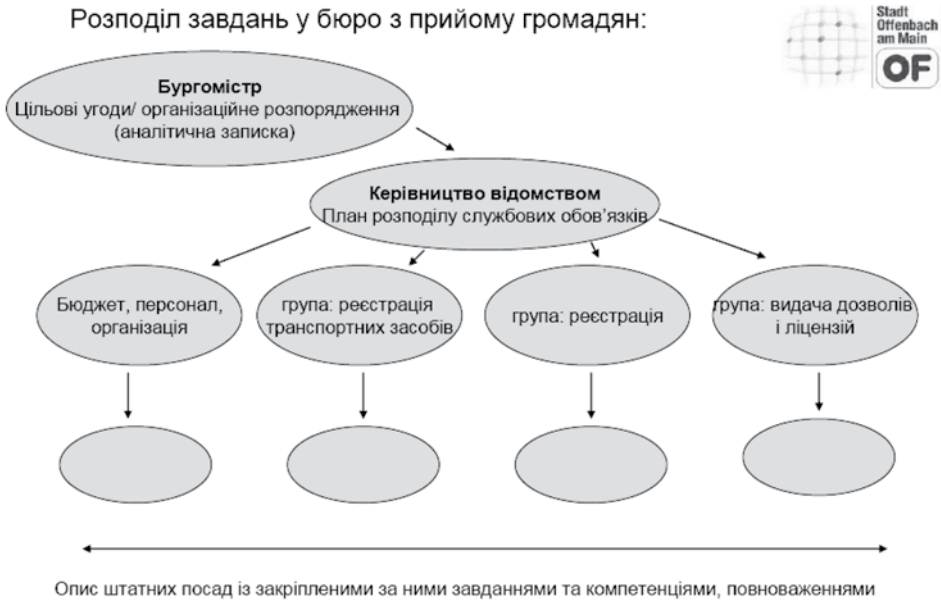 Розподіл завдань у бюро з прийому громадян:
Stadt
Offenbach
am Main
OF
Бургомістр
Цільові угоди/ організаційне розпорядження
(аналітична записка)
Керівництво відомством
План розподілу службових обов’язків
Бюджет, персонал,
організація
група: реєстрація
транспортних засобів
група: реєстрація
група: видача дозволів
і ліцензій
Опис штатних посад із закріпленими за ними завданнями та компетенціями, повноваженнями